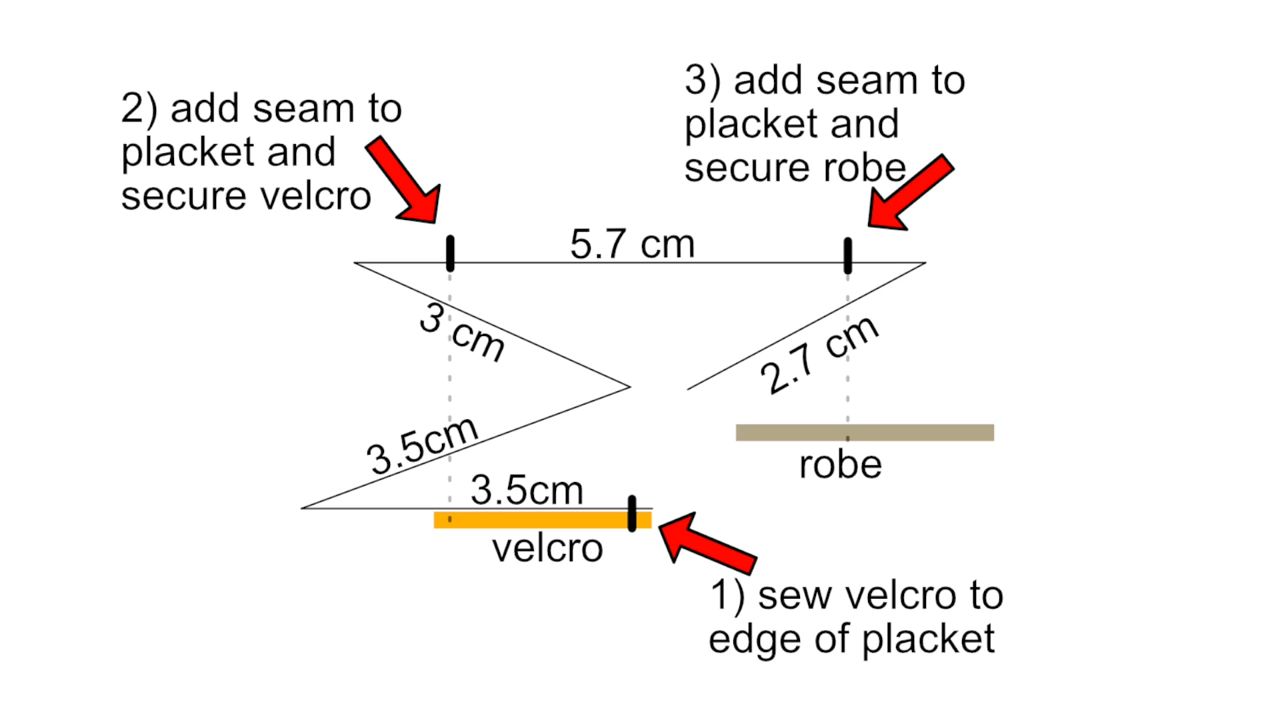 2) add seam to
placket and
secure velcro
3) add seam to
placket and
secure robe
5.7 cm
3 cm
2.7 cm
3.5cm
robe
3.5cm
velcro
1) sew velcro to
edge of placket